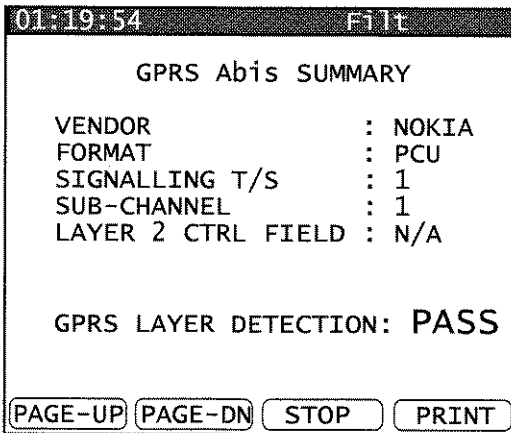 01:19:54 Filt
GPRS Abis SUMMARY
VENDOR : NOKIA
FORMAT : PCU
SIGNALLING T/S : 1
SUB-CHANNEL : 1
LAYER 2 CTRL FIELD : N/A
GPRS LAYER DETECTION: PASS
PAGE-UP PAGE-DN STOP PRINT